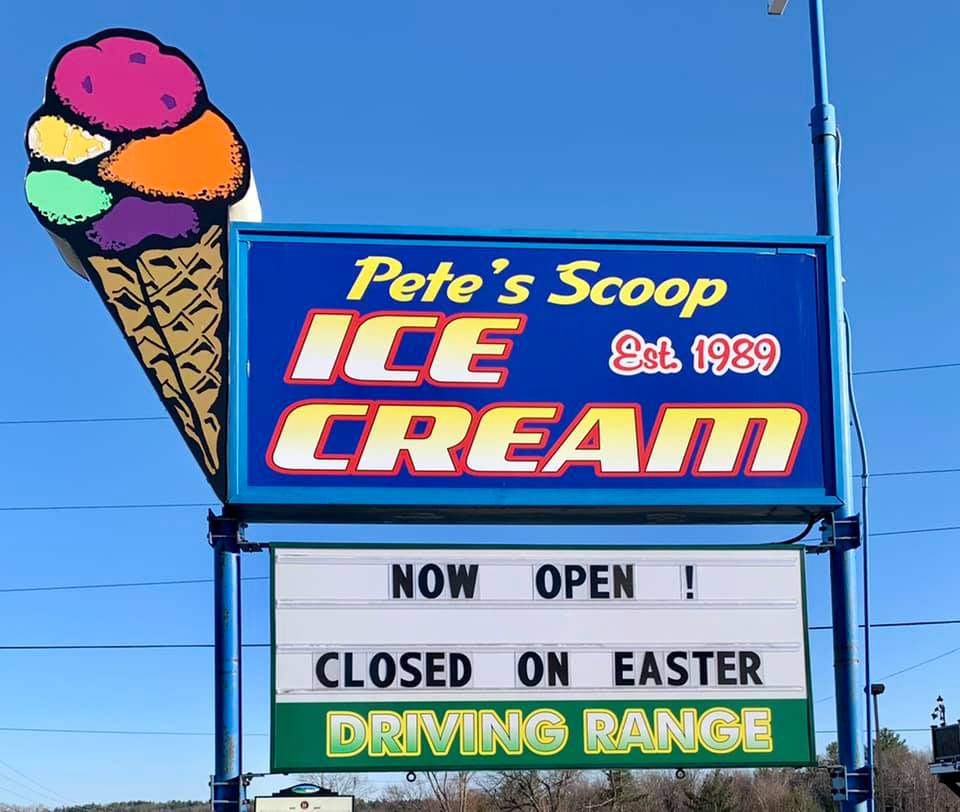 Pete's Scoop
ICE
Est. 1989
CREAM
NOW OPEN !
CLOSED ON EASTER
DRIVING RANGE